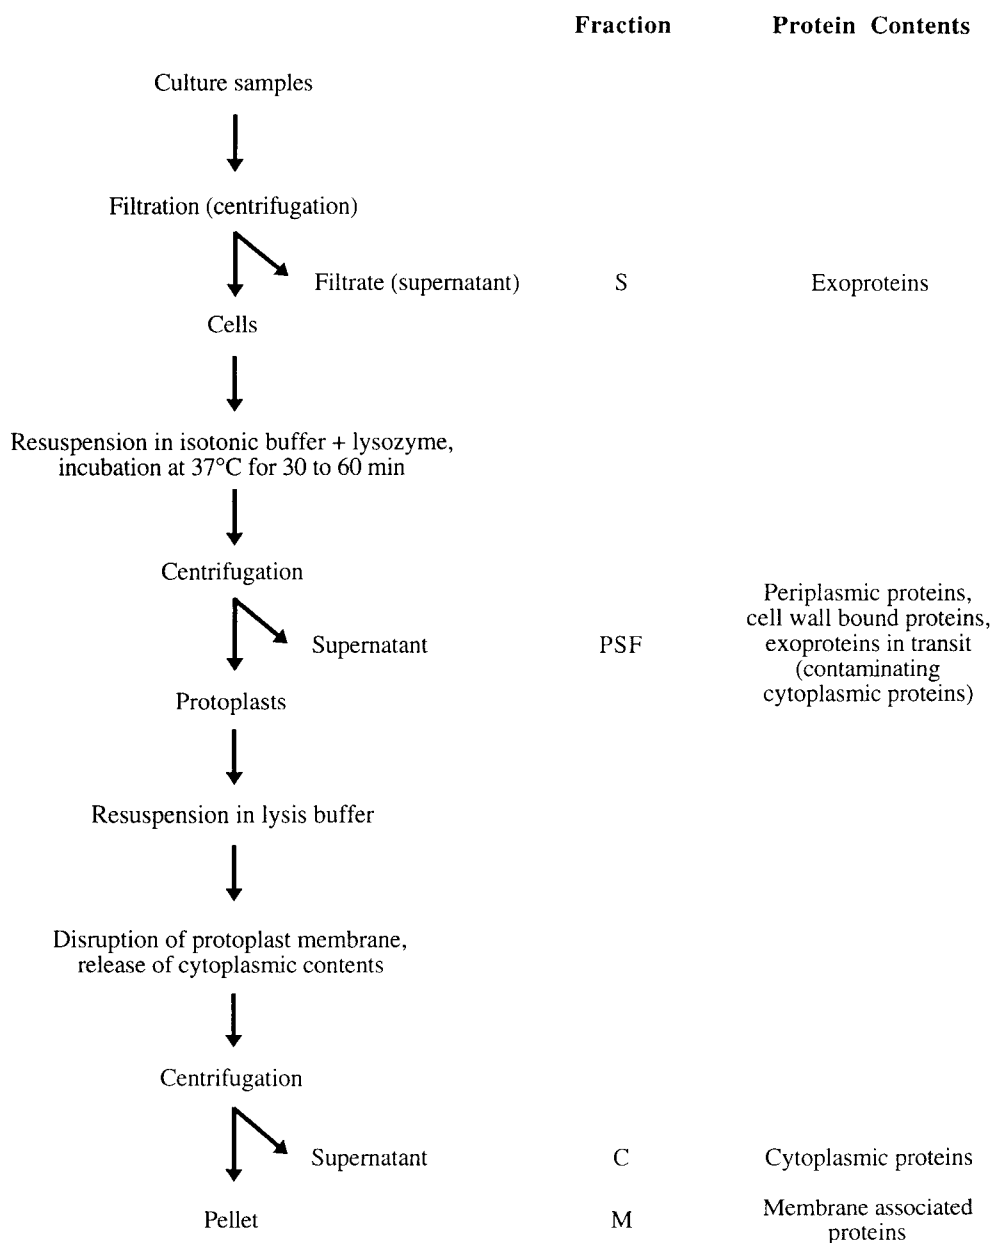 Fraction Protein Contents
Culture samples
Filtration (centrifugation)
Filtrate (supernatant) S Exoproteins
Cells
Resuspension in isotonic buffer + lysozyme,
incubation at 37°C for 30 to 60 min
Centrifugation
Supernatant PSF
Periplasmic proteins,
cell wall bound proteins,
exoproteins in transit
(contaminating
cytoplasmic proteins)
Protoplasts
Resuspension in lysis buffer
Disruption of protoplast membrane,
release of cytoplasmic contents
Centrifugation
Supernatant C Cytoplasmic proteins
Pellet M Membrane associated
proteins